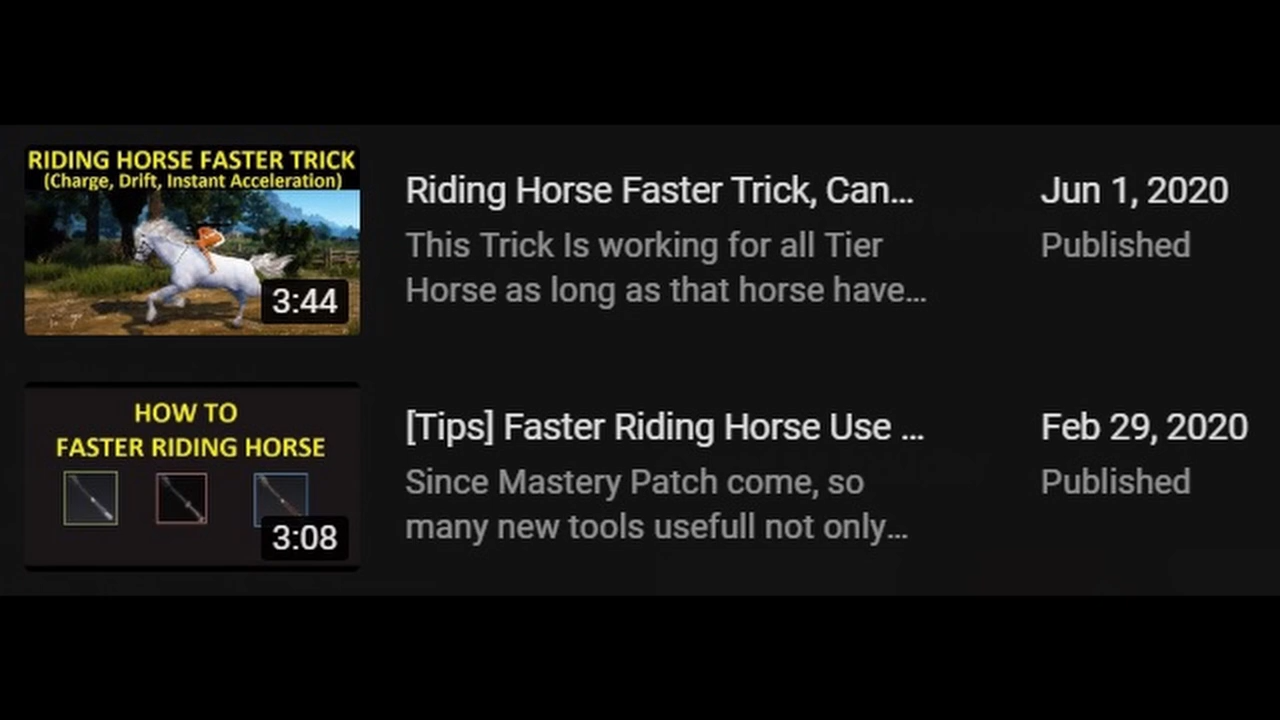 RIDING HORSE FASTER TRICK
(Charge, Drift, Instant Acceleration)
3:44
Riding Horse Faster Trick, Can...
This Trick Is working for all Tier
Horse as long as that horse have...
Jun 1, 2020
Published
HOW TO
FASTER RIDING HORSE
3:08
[Tips] Faster Riding Horse Use ...
Since Mastery Patch come, so
many new tools usefull not only...
Feb 29, 2020
Published